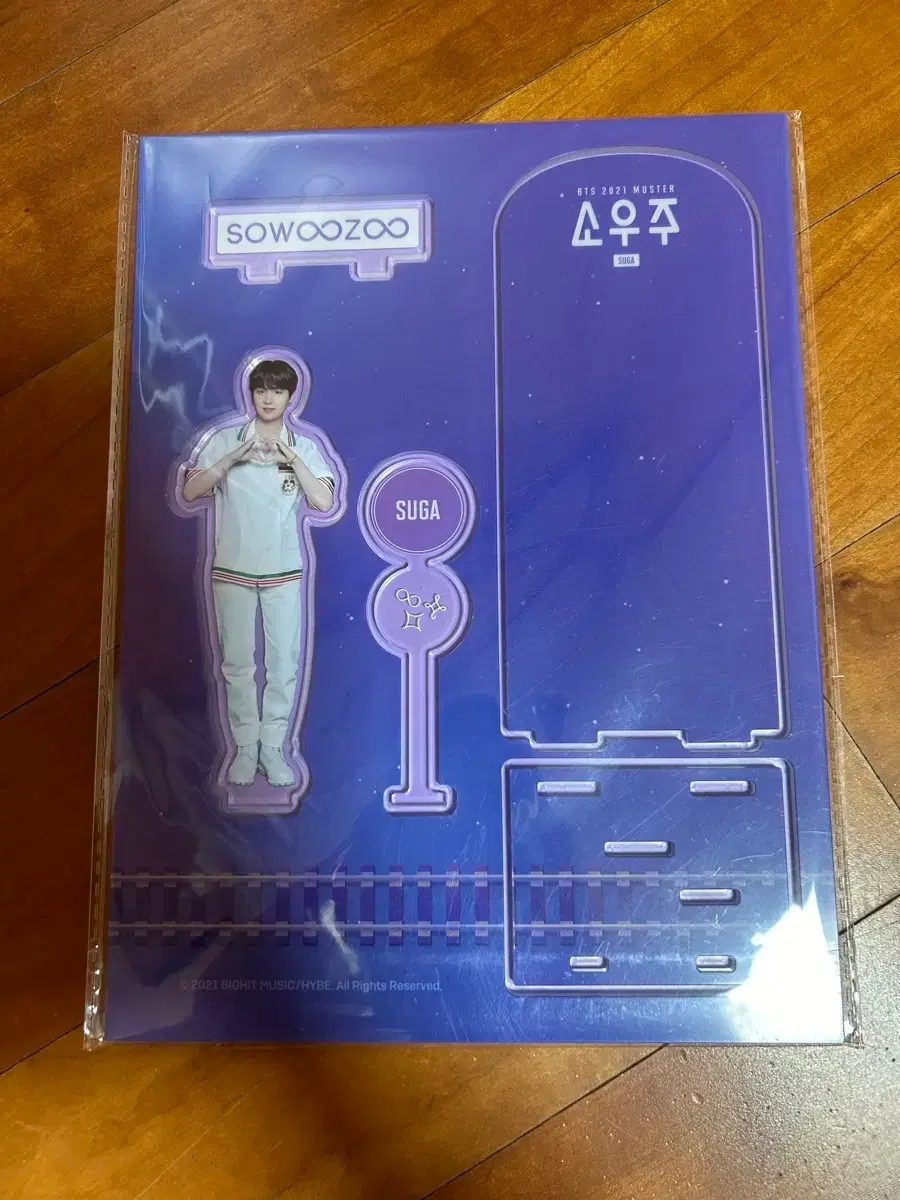 SOWOOZOO
BTS 2021 MUSTER
소우주
SUGA
SUGA
© 2021 BIGHIT MUSIC/HYBE. All Rights Reserved.